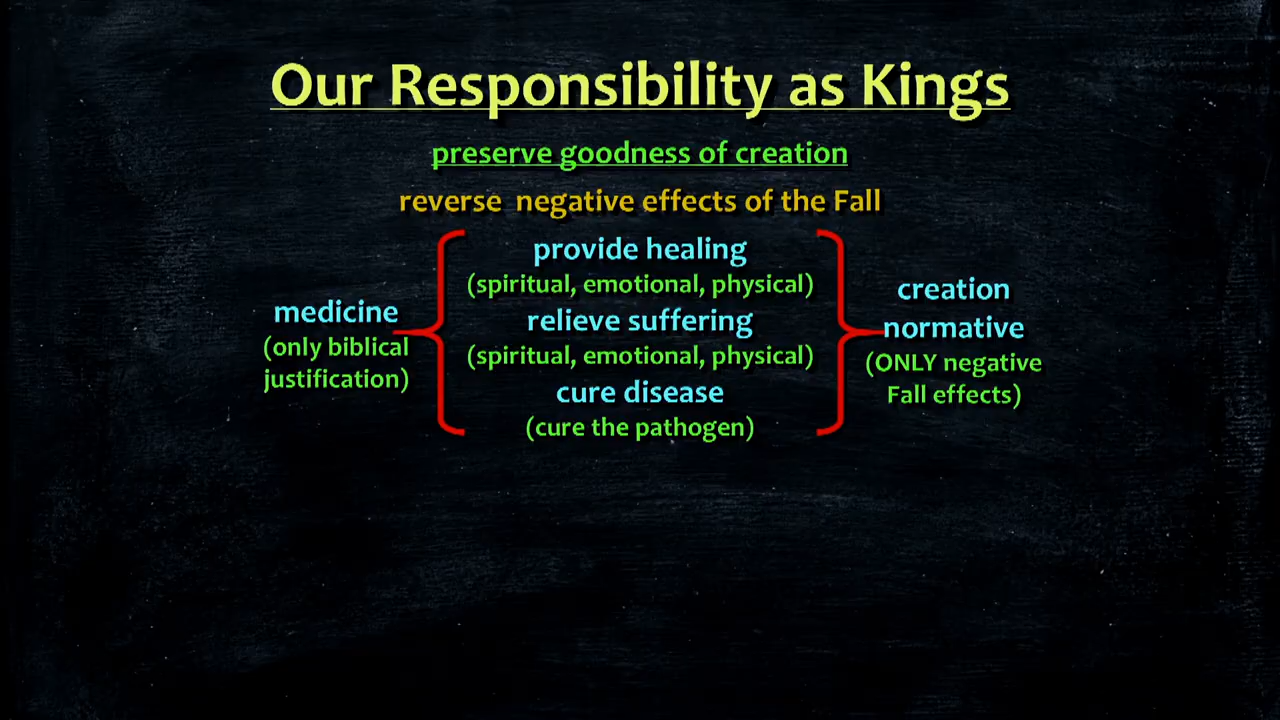 Our Responsibility as Kings
preserve goodness of creation
reverse negative effects of the Fall
medicine
(only biblical
justification)
provide healing
(spiritual, emotional, physical)
relieve suffering
(spiritual, emotional, physical)
cure disease
(cure the pathogen)
creation
normative
(ONLY negative
Fall effects)